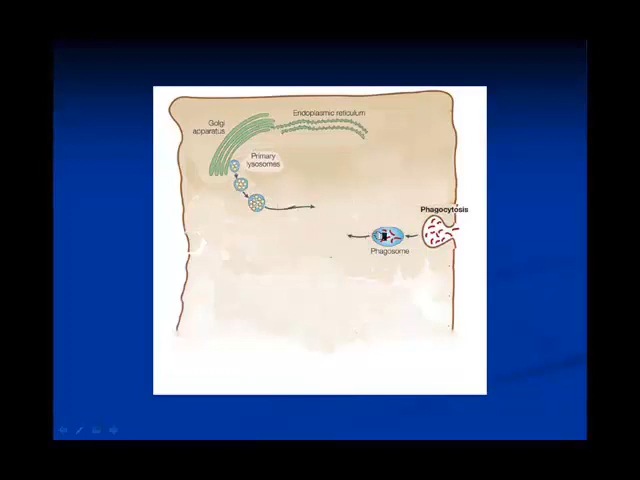 Endoplasmic reticulum
Golgi
apparatus
Primary
lysosomes
Phagocytosis
Phagosome